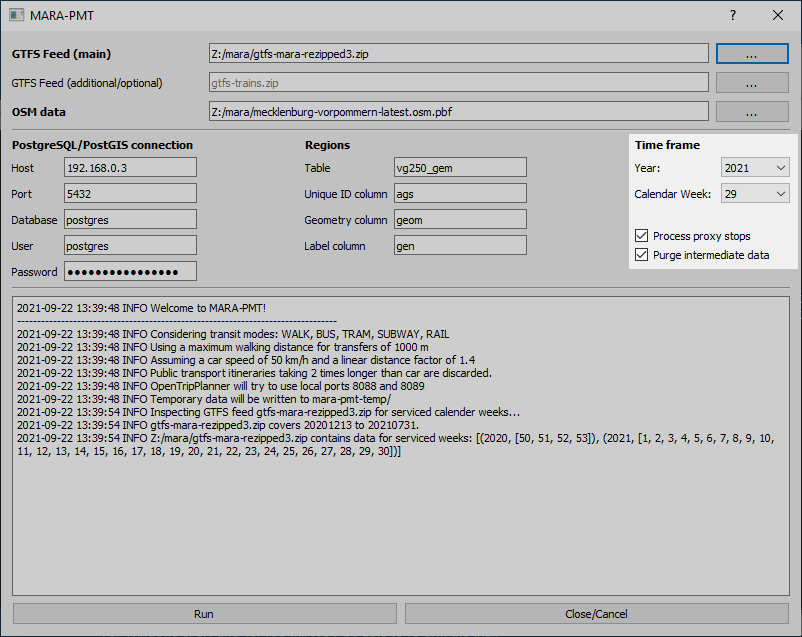 MARA-PMT
?
GTFS Feed (main)
Z:/mara/gtfs-mara-rezipped3.zip
...
GTFS Feed (additional/optional)
gtfs-trains.zip
...
OSM data
Z:/mara/mecklenburg-vorpommern-latest.osm.pbf
...
PostgreSQL/PostGIS connection
Host
192.168.0.3
Port
5432
Database
postgres
User
postgres
Password
●●●●●●●●●●●●●●●●
Regions
Table
vg250_gem
Unique ID column
ags
Geometry column
geom
Label column
gen
Time frame
Year:
2021
Calendar Week:
29
Process proxy stops
Purge intermediate data
2021-09-22 13:39:48 INFO Welcome to MARA-PMT!
--------------------------------------------------------------------------------
2021-09-22 13:39:48 INFO Considering transit modes: WALK, BUS, TRAM, SUBWAY, RAIL
2021-09-22 13:39:48 INFO Using a maximum walking distance for transfers of 1000 m
2021-09-22 13:39:48 INFO Assuming a car speed of 50 km/h and a linear distance factor of 1.4
2021-09-22 13:39:48 INFO Public transport itineraries taking 2 times longer than car are discarded.
2021-09-22 13:39:48 INFO OpenTripPlanner will try to use local ports 8088 and 8089
2021-09-22 13:39:48 INFO Temporary data will be written to mara-pmt-temp/
2021-09-22 13:39:54 INFO Inspecting GTFS feed gtfs-mara-rezipped3.zip for serviced calender weeks...
2021-09-22 13:39:54 INFO gtfs-mara-rezipped3.zip covers 20201213 to 20210731.
2021-09-22 13:39:54 INFO Z:/mara/gtfs-mara-rezipped3.zip contains data for serviced weeks: [(2020, [50, 51, 52, 53]), (2021, [1, 2, 3, 4, 5, 6, 7, 8, 9, 10,
11, 12, 13, 14, 15, 16, 17, 18, 19, 20, 21, 22, 23, 24, 25, 26, 27, 28, 29, 30])]
Run
Close/Cancel